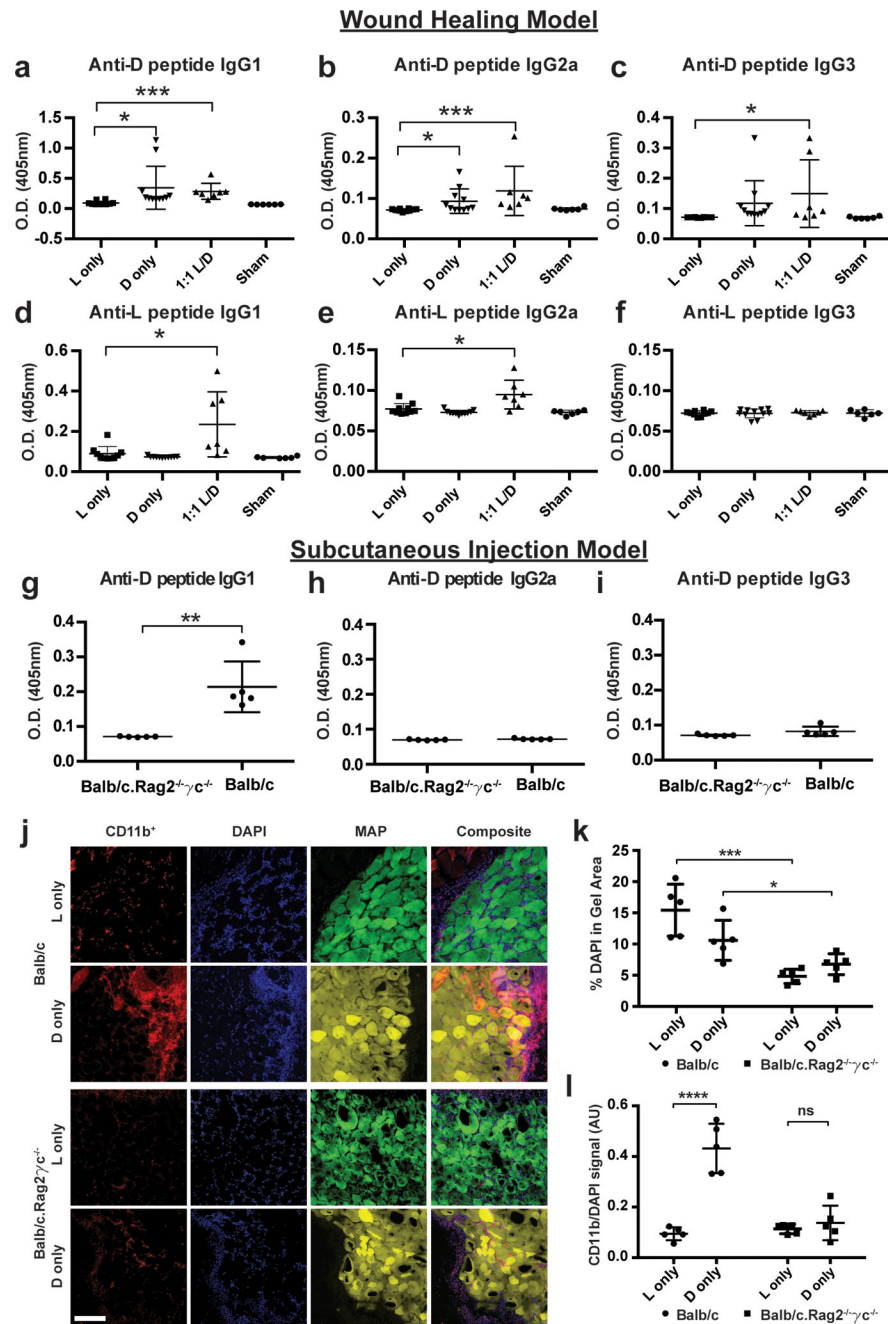 Wound Healing Model
a
Anti-D peptide IgG1
***
*
O.D. (405nm)
1.5
1.0
0.5
0.0
-0.5
L only
D only
1:1 L/D
Sham
b
Anti-D peptide IgG2a
***
*
O.D. (405nm)
0.3
0.2
0.1
0.0
L only
D only
1:1 L/D
Sham
c
Anti-D peptide IgG3
*
O.D. (405nm)
0.4
0.3
0.2
0.1
0.0
L only
D only
1:1 L/D
Sham
d
Anti-L peptide IgG1
*
O.D. (405nm)
0.6
0.4
0.2
0.0
L only
D only
1:1 L/D
Sham
e
Anti-L peptide IgG2a
*
O.D. (405nm)
0.15
0.10
0.05
0.00
L only
D only
1:1 L/D
Sham
f
Anti-L peptide IgG3
O.D. (405nm)
0.15
0.10
0.05
0.00
L only
D only
1:1 L/D
Sham
Subcutaneous Injection Model
g
Anti-D peptide IgG1
**
O.D. (405nm)
0.4
0.3
0.2
0.1
0.0
Balb/c.Rag2-/-γc-/-
Balb/c
h
Anti-D peptide IgG2a
O.D. (405nm)
0.4
0.3
0.2
0.1
0.0
Balb/c.Rag2-/-γc-/-
Balb/c
i
Anti-D peptide IgG3
O.D. (405nm)
0.4
0.3
0.2
0.1
0.0
Balb/c.Rag2-/-γc-/-
Balb/c
j
CD11b+
DAPI
MAP
Composite
Balb/c
L only
D only
Balb/c.Rag2-/-γc-/-
L only
D only
k
***
*
% DAPI in Gel Area
25
20
15
10
5
0
L only
D only
L only
D only
Balb/c
Balb/c.Rag2-/-γc-/-
l
****
ns
CD11b/DAPI signal (AU)
0.6
0.4
0.2
0.0
L only
D only
L only
D only
Balb/c
Balb/c.Rag2-/-γc-/-